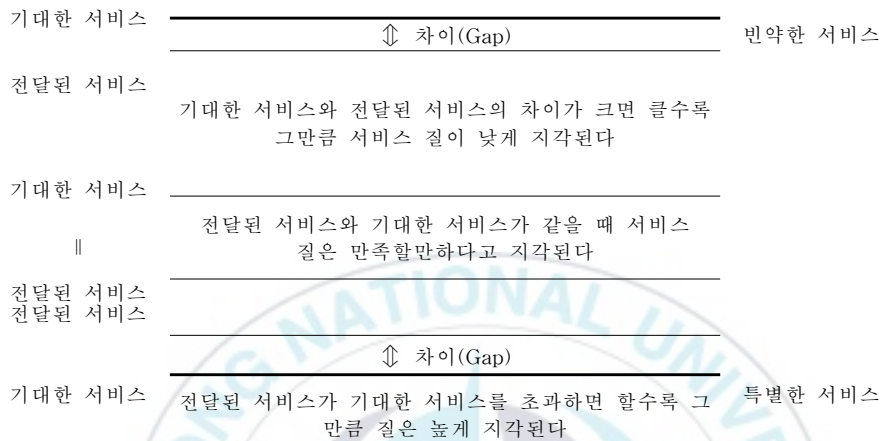 기대한 서비스
⇕ 차이(Gap)
빈약한 서비스
전달된 서비스
기대한 서비스와 전달된 서비스의 차이가 크면 클수록
그만큼 서비스 질이 낮게 지각된다
기대한 서비스
전달된 서비스와 기대한 서비스가 같을 때 서비스
∥
질은 만족할만하다고 지각된다
전달된 서비스
전달된 서비스
⇕ 차이(Gap)
기대한 서비스
특별한 서비스
전달된 서비스가 기대한 서비스를 초과하면 할수록 그
만큼 질은 높게 지각된다
NATIONAL